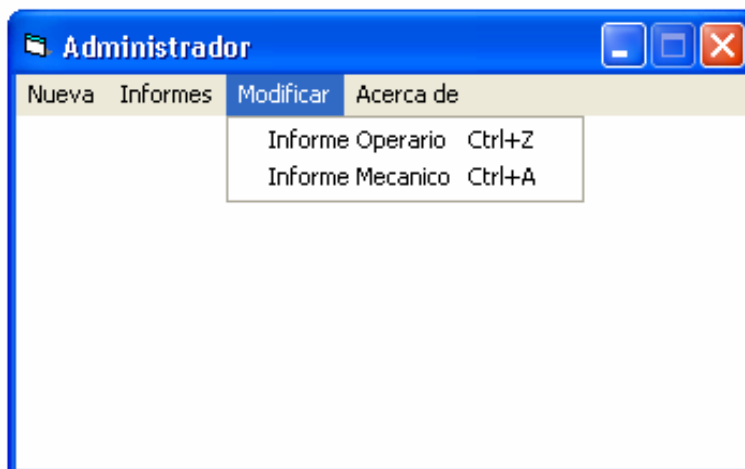 Administrador
Nueva Informes Modificar Acerca de
Informe Operario Ctrl+Z
Informe Mecanico Ctrl+A